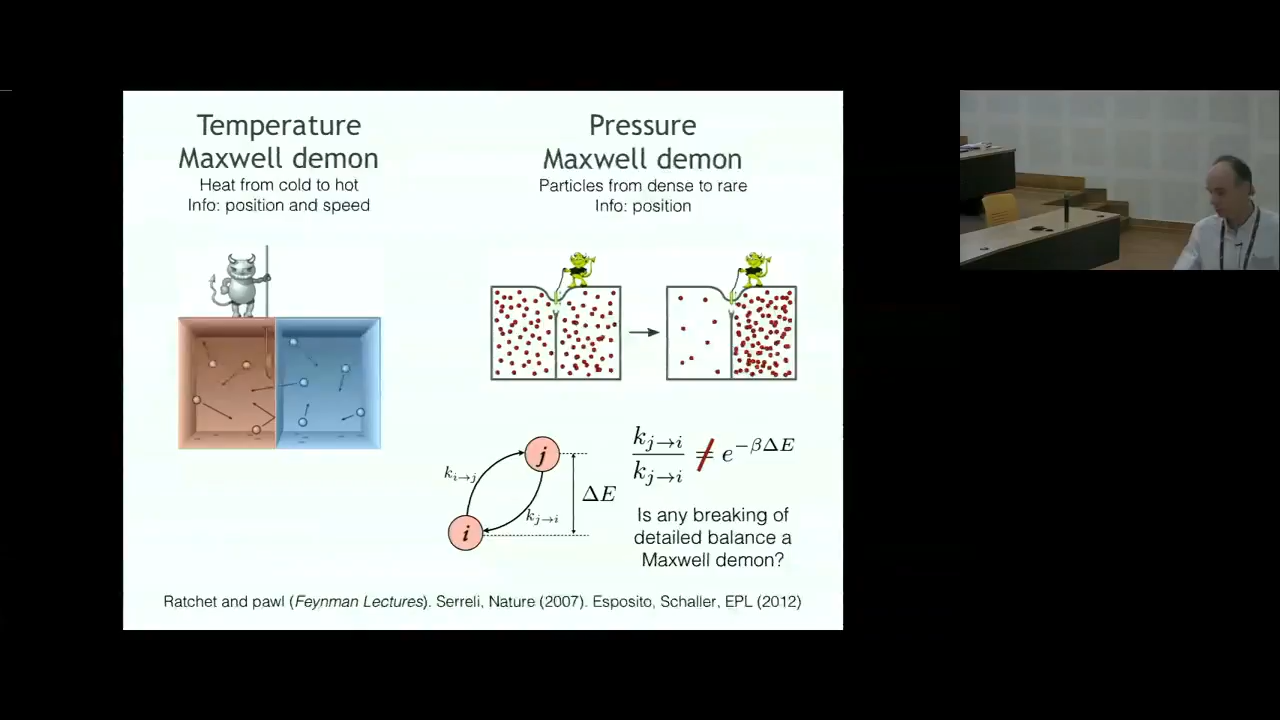 Temperature
Maxwell demon
Heat from cold to hot
Info: position and speed
Pressure
Maxwell demon
Particles from dense to rare
Info: position
k_{i→j}
j
ΔE
k_{j→i}
i
k_{j→i} / k_{j→i} ≠ e^{−βΔE}
Is any breaking of
detailed balance a
Maxwell demon?
Ratchet and pawl (Feynman Lectures). Serreli, Nature (2007). Esposito, Schaller, EPL (2012)